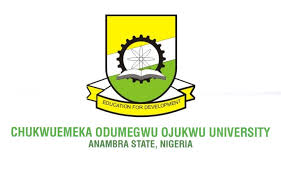 EDUCATION FOR DEVELOPMENT
CHUKWUEMEKA ODUMEGWU OJUKWU UNIVERSITY
ANAMBRA STATE, NIGERIA